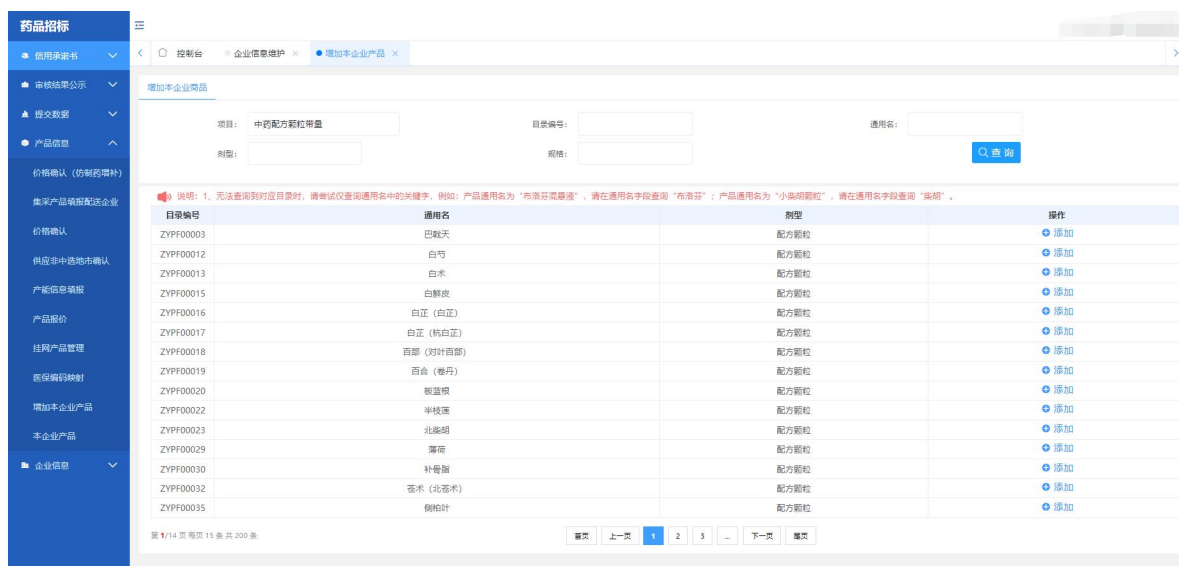 药品招标
信用承诺书
审核结果公示
提交数据
产品信息
价格确认（仿制药增补）
集采产品填报配送企业
价格确认
供应非中选地市确认
产能信息填报
产品报价
挂网产品管理
医保编码映射
增加本企业产品
本企业产品
企业信息
控制台 企业信息维护 × 增加本企业产品 ×
增加本企业商品
项目： 中药配方颗粒带量 目录编号： 通用名：
剂型： 规格： 查 询
说明：1、无法查询到对应目录时，请尝试仅查询通用名中的关键字，例如：产品通用名为“布洛芬混悬液”，请在通用名字段查询“布洛芬”；产品通用名为“小柴胡颗粒”，请在通用名字段查询“柴胡”。
目录编号 通用名 剂型 操作
ZYPF00003 巴戟天 配方颗粒 添加
ZYPF00012 白芍 配方颗粒 添加
ZYPF00013 白术 配方颗粒 添加
ZYPF00015 白鲜皮 配方颗粒 添加
ZYPF00016 白芷（白芷） 配方颗粒 添加
ZYPF00017 白芷（杭白芷） 配方颗粒 添加
ZYPF00018 百部（对叶百部） 配方颗粒 添加
ZYPF00019 百合（卷丹） 配方颗粒 添加
ZYPF00020 板蓝根 配方颗粒 添加
ZYPF00022 半枝莲 配方颗粒 添加
ZYPF00023 北柴胡 配方颗粒 添加
ZYPF00029 薄荷 配方颗粒 添加
ZYPF00030 补骨脂 配方颗粒 添加
ZYPF00032 苍术（北苍术） 配方颗粒 添加
ZYPF00035 侧柏叶 配方颗粒 添加
第 1/14 页 每页 15 条 共 200 条 首页 上一页 1 2 3 ... 下一页 尾页